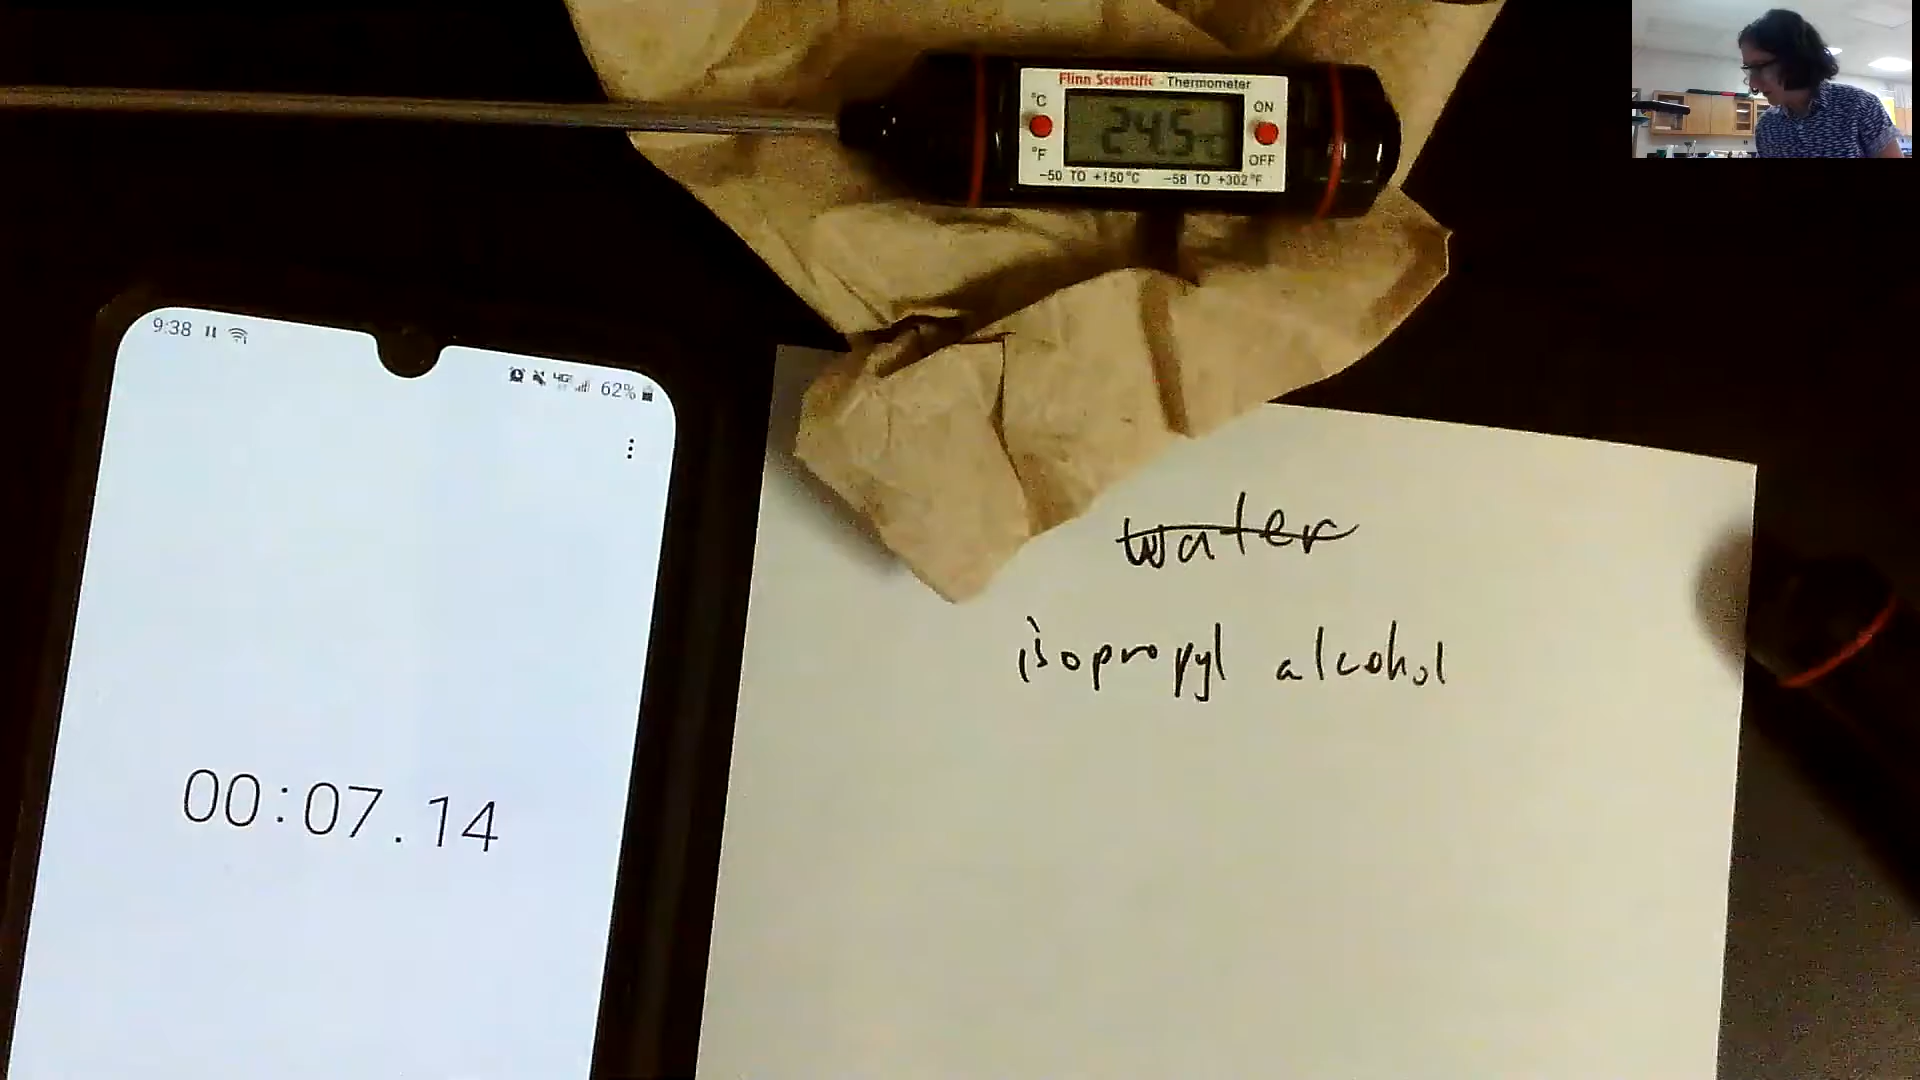 Flinn Scientific - Thermometer
°C
ON
24.5°C
°F
OFF
-50 TO +150°C -58 TO +302°F
9:38
4G
62%
water
isopropyl alcohol
00:07.14